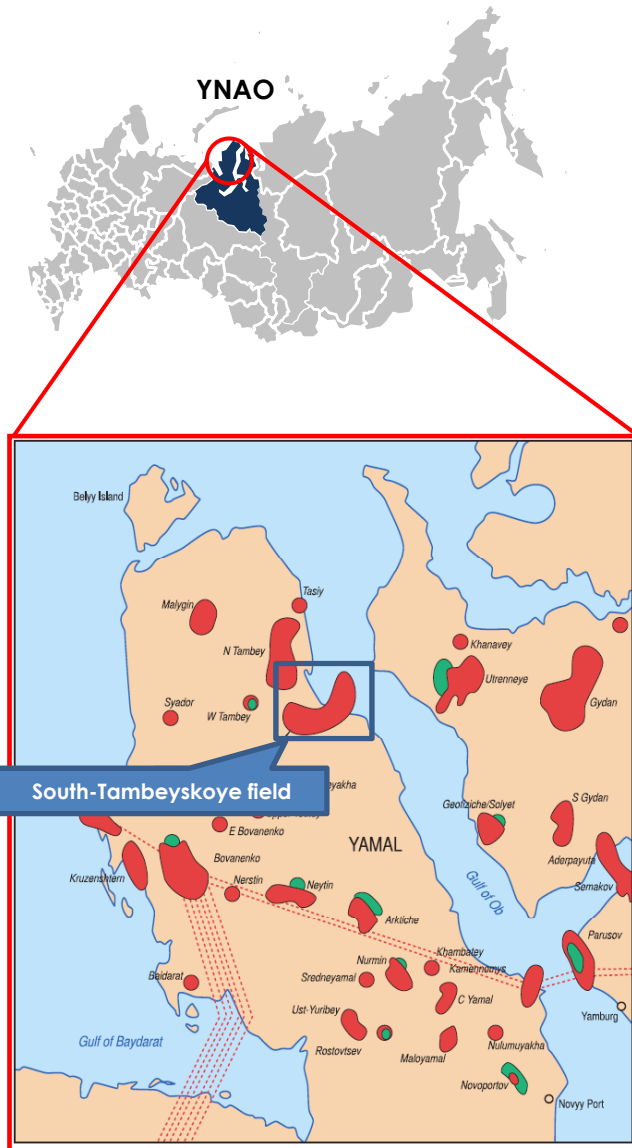 YNAO
Belyy Island
Tasiy
Malygin
N Tambey
Khanavey
Utrenneye
Gydan
Syador
W Tambey
South-Tambeyskoye field
E Bovanenko
YAMAL
Geofiziche/Solyet
S Gydan
Aderpayuta
Semakov
Kruzenshtern
Bovanenko
Nerstin
Neytin
Arktiche
Gulf of Ob
Parusov
Nurmin
Khambatey
Kamennomys
Baidarat
Sredneyamal
C Yamal
Yamburg
Ust-Yuribey
Gulf of Baydarat
Rostovtsev
Maloyamal
Nulumuyakha
Novoportov
Novyy Port